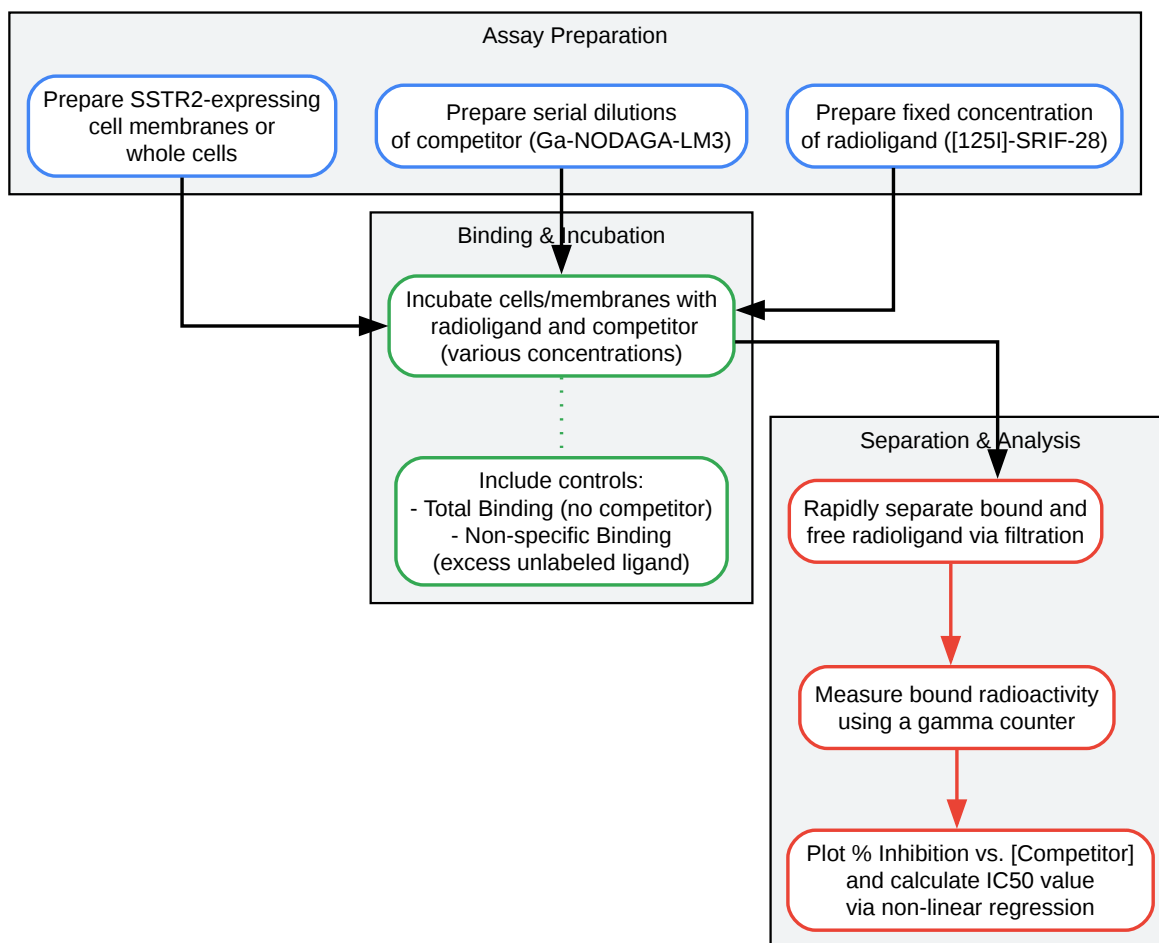 Assay Preparation
Prepare SSTR2-expressing
cell membranes or
whole cells
Prepare serial dilutions
of competitor (Ga-NODAGA-LM3)
Prepare fixed concentration
of radioligand ([125I]-SRIF-28)
Binding & Incubation
Incubate cells/membranes with
radioligand and competitor
(various concentrations)
Include controls:
- Total Binding (no competitor)
- Non-specific Binding
(excess unlabeled ligand)
Separation & Analysis
Rapidly separate bound and
free radioligand via filtration
Measure bound radioactivity
using a gamma counter
Plot % Inhibition vs. [Competitor]
and calculate IC50 value
via non-linear regression